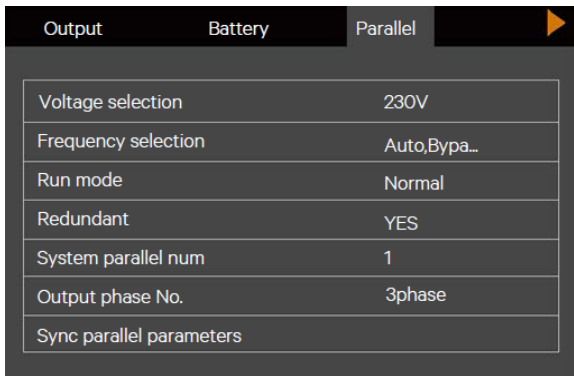 Output Battery Parallel
Voltage selection 230V
Frequency selection Auto,Bypa...
Run mode Normal
Redundant YES
System parallel num 1
Output phase No. 3phase
Sync parallel parameters